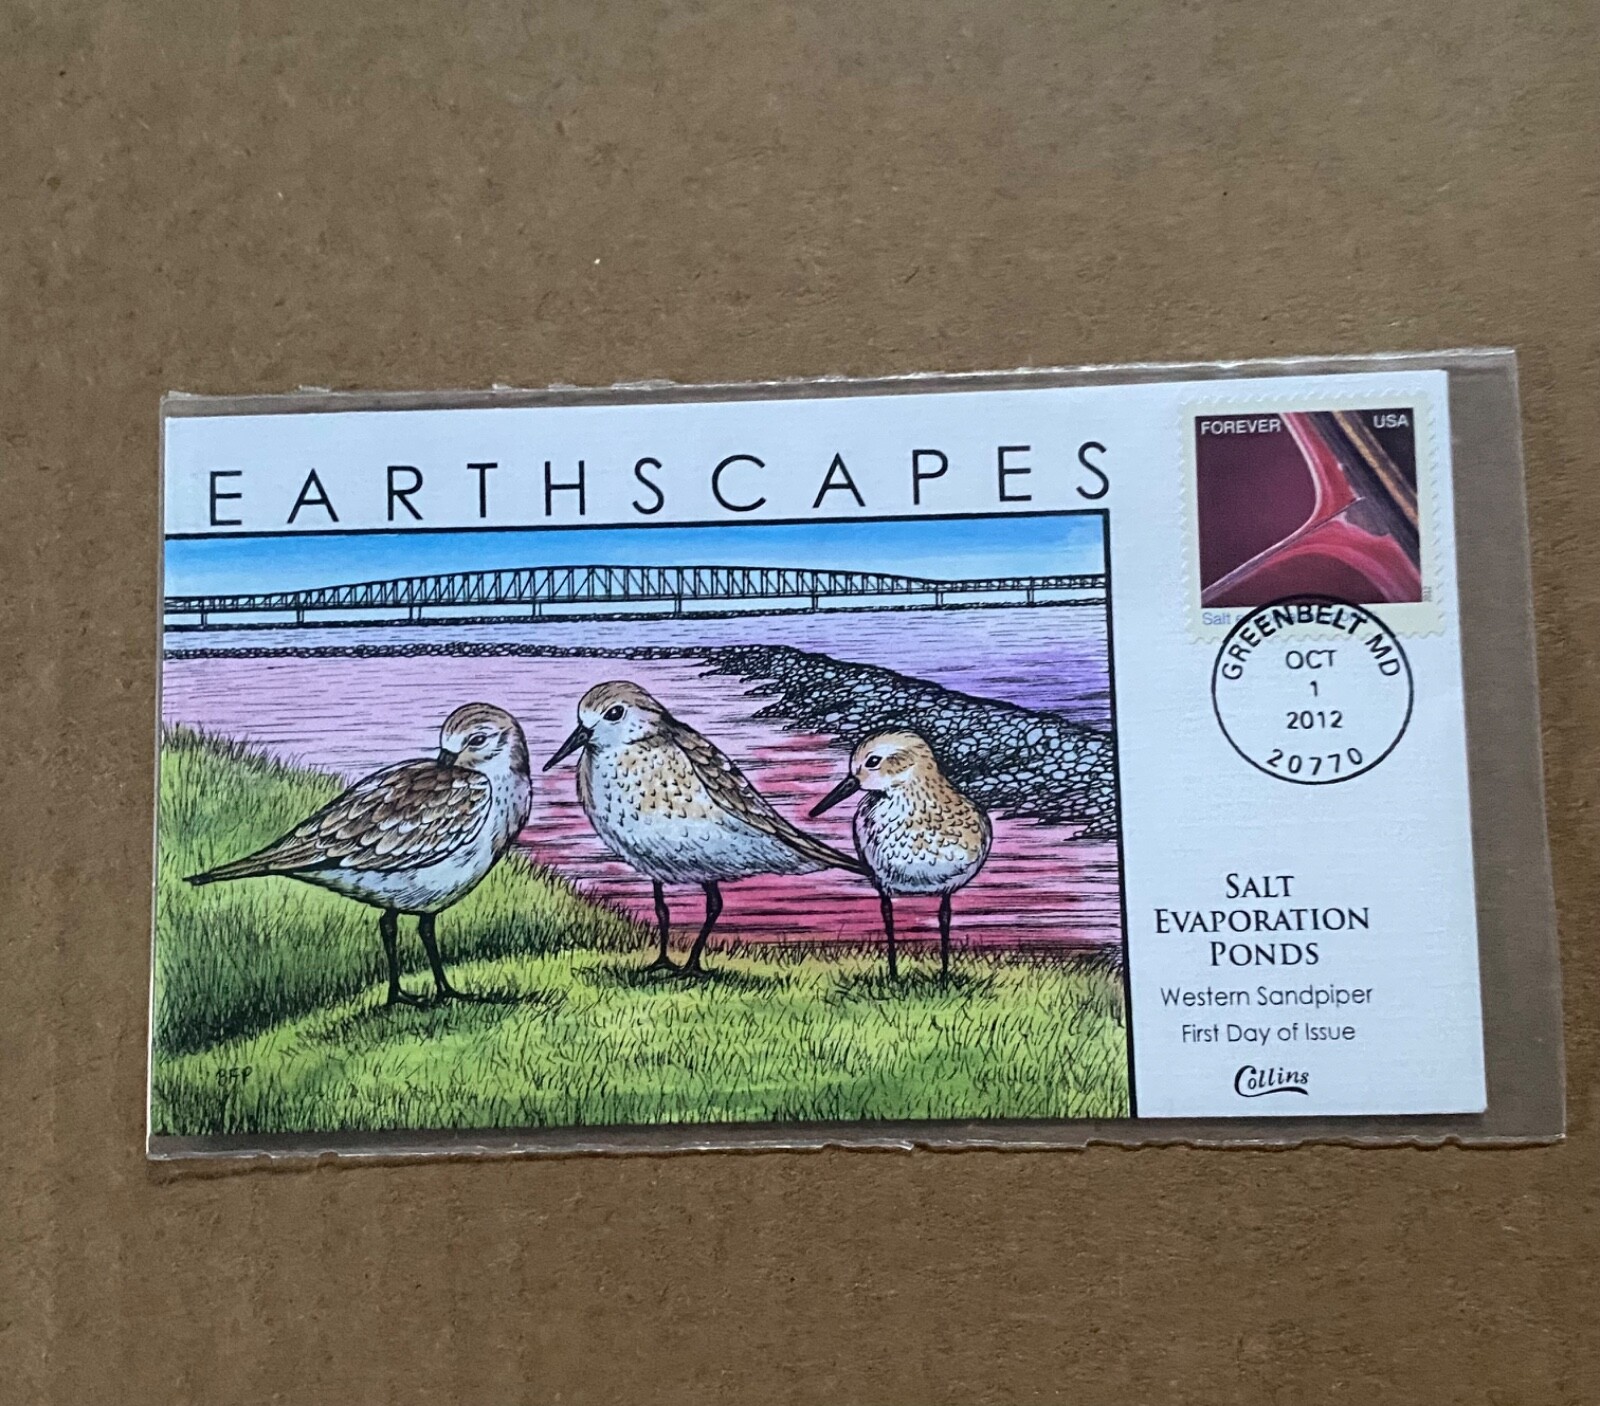 EARTHSCAPES
FOREVER USA
Salt
GREENBELT MD
OCT
1
2012
20770
SALT
EVAPORATION
PONDS
Western Sandpiper
First Day of Issue
Collins